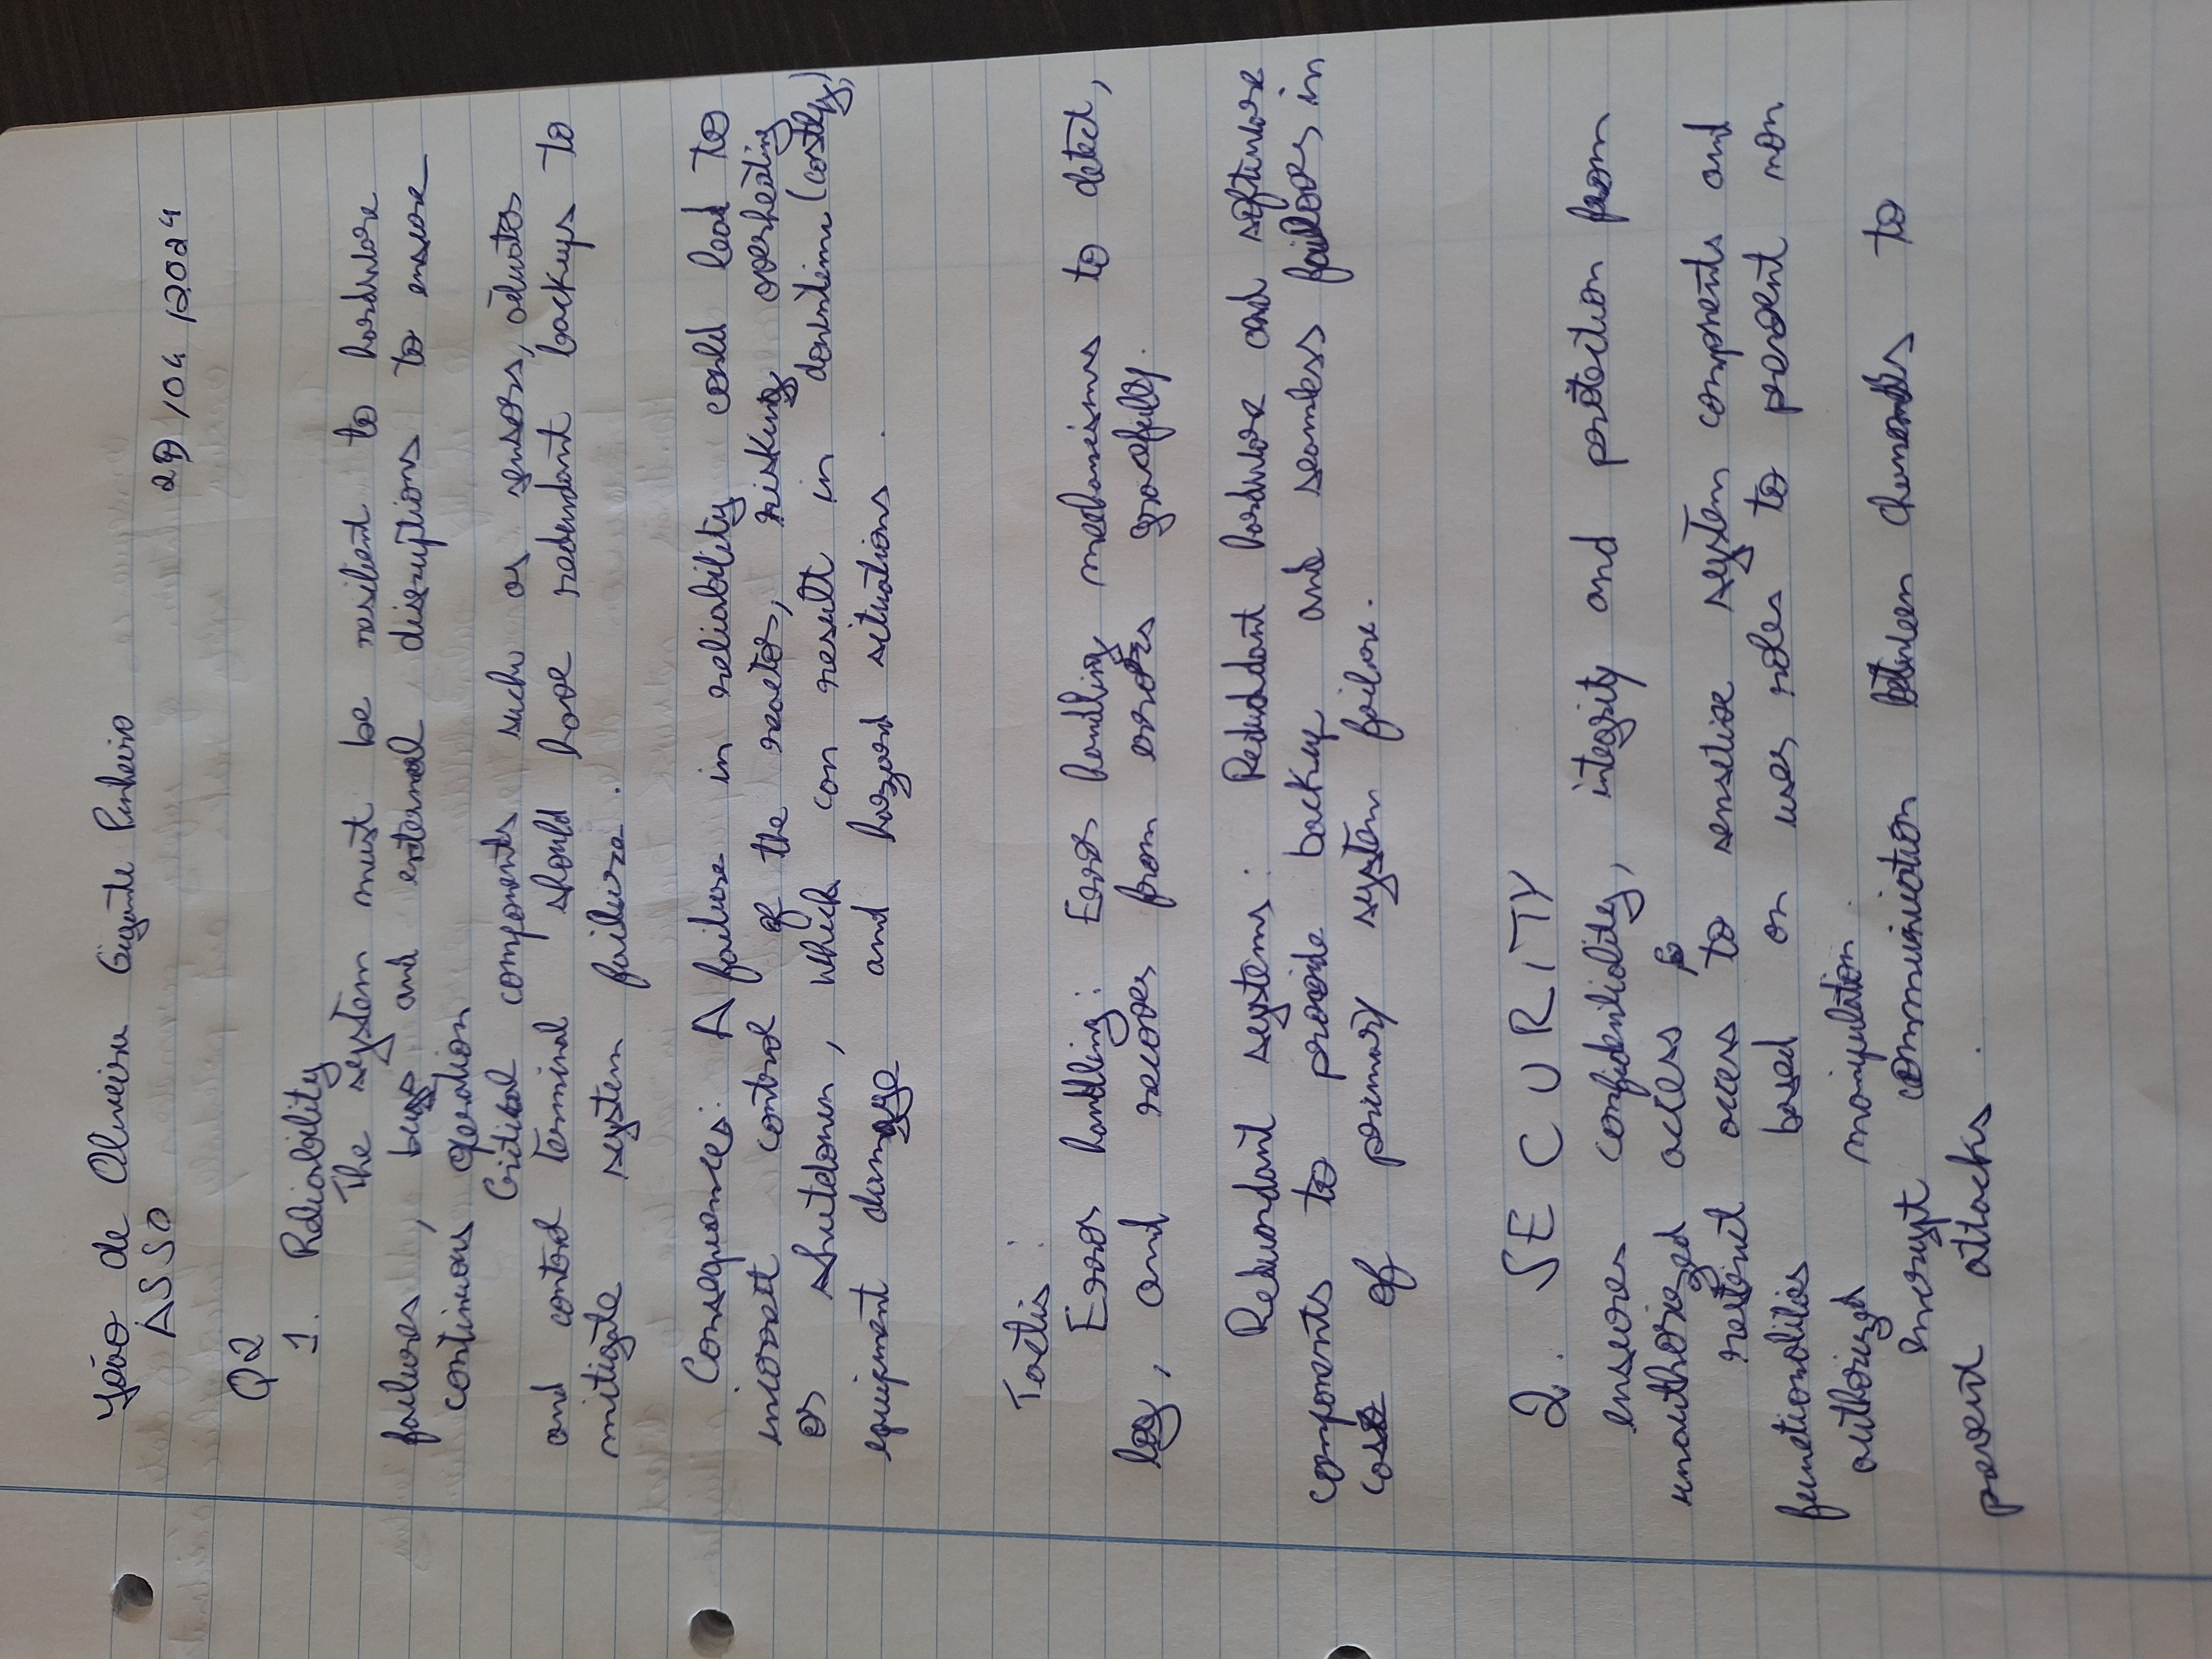 João de Oliveira Gigante Pinheiro
ASSO 29/04/2024
Q2
1. Reliability
The system must be resilient to hardware
failures, bugs and external disruptions to ensure
continuous operation
Critical components such as sensors,
and control terminal should have redundant backups to
mitigate system failure.
Consequences: A failure in reliability could lead to
incorrect control of the reactor, risking overheating
or shutdown, which can result in downtime (costly),
equipment damage and hazard situations.
Tactis:
Error handling: Error handling mechanisms to detect,
log, and recover from errors gracefully.
Redundant systems: Redundant hardware and software
components to provide backup and seamless failover, in
case of primary system failure.
2. SECURITY
ensures confidentiality, integrity and protection from
unauthorized access
restrict access to sensitive system components and
functionalities based on user roles to prevent non
authorized manipulation.
encrypt communication between to
prevent attacks.